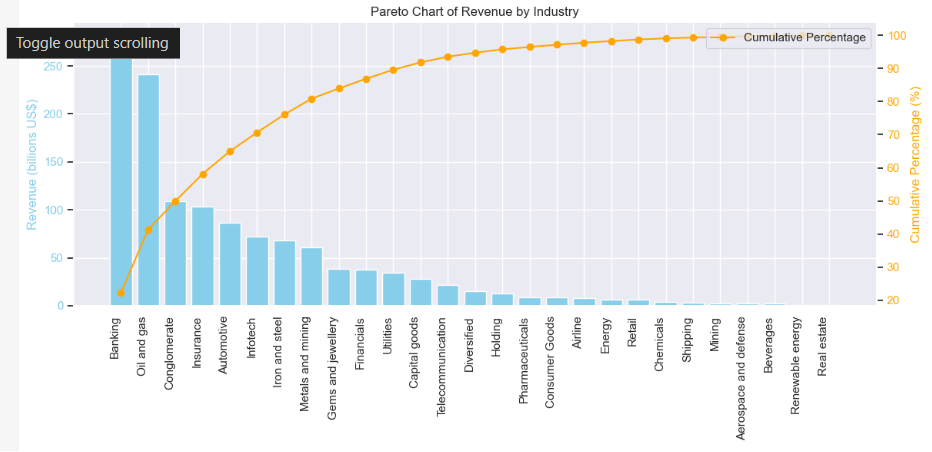 Pareto Chart of Revenue by Industry
Toggle output scrolling
Cumulative Percentage
Revenue (billions US$)
250
200
150
100
50
0
100
90
80
70
60
50
40
30
20
Cumulative Percentage (%)
Banking
Oil and gas
Conglomerate
Insurance
Automotive
Infotech
Iron and steel
Metals and mining
Gems and jewellery
Financials
Utilities
Capital goods
Telecommunication
Diversified
Holding
Pharmaceuticals
Consumer Goods
Airline
Energy
Retail
Chemicals
Shipping
Mining
Aerospace and defense
Beverages
Renewable energy
Real estate